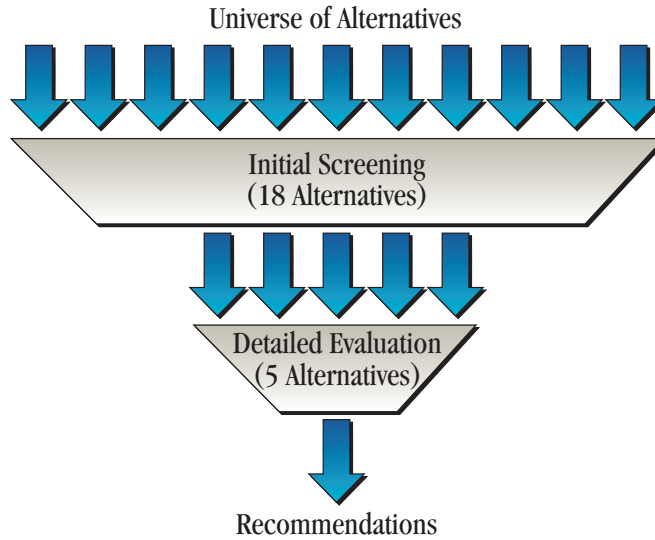 Universe of Alternatives
Initial Screening
(18 Alternatives)
Detailed Evaluation
(5 Alternatives)
Recommendations